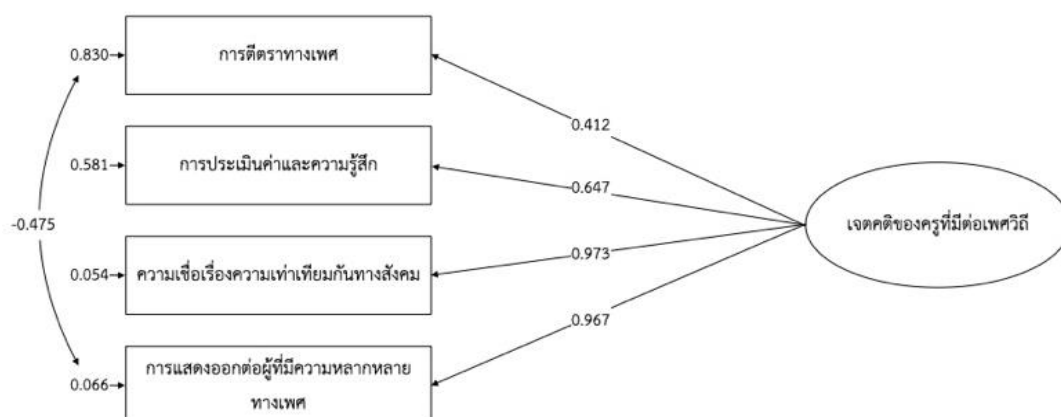 0.830
การตีตราทางเพศ
0.412
0.581
การประเมินค่าและความรู้สึก
0.647
-0.475
เจตคติของครูที่มีต่อเพศวิถี
0.054
ความเชื่อเรื่องความเท่าเทียมกันทางสังคม
0.973
0.967
0.066
การแสดงออกต่อผู้ที่มีความหลากหลาย
ทางเพศ